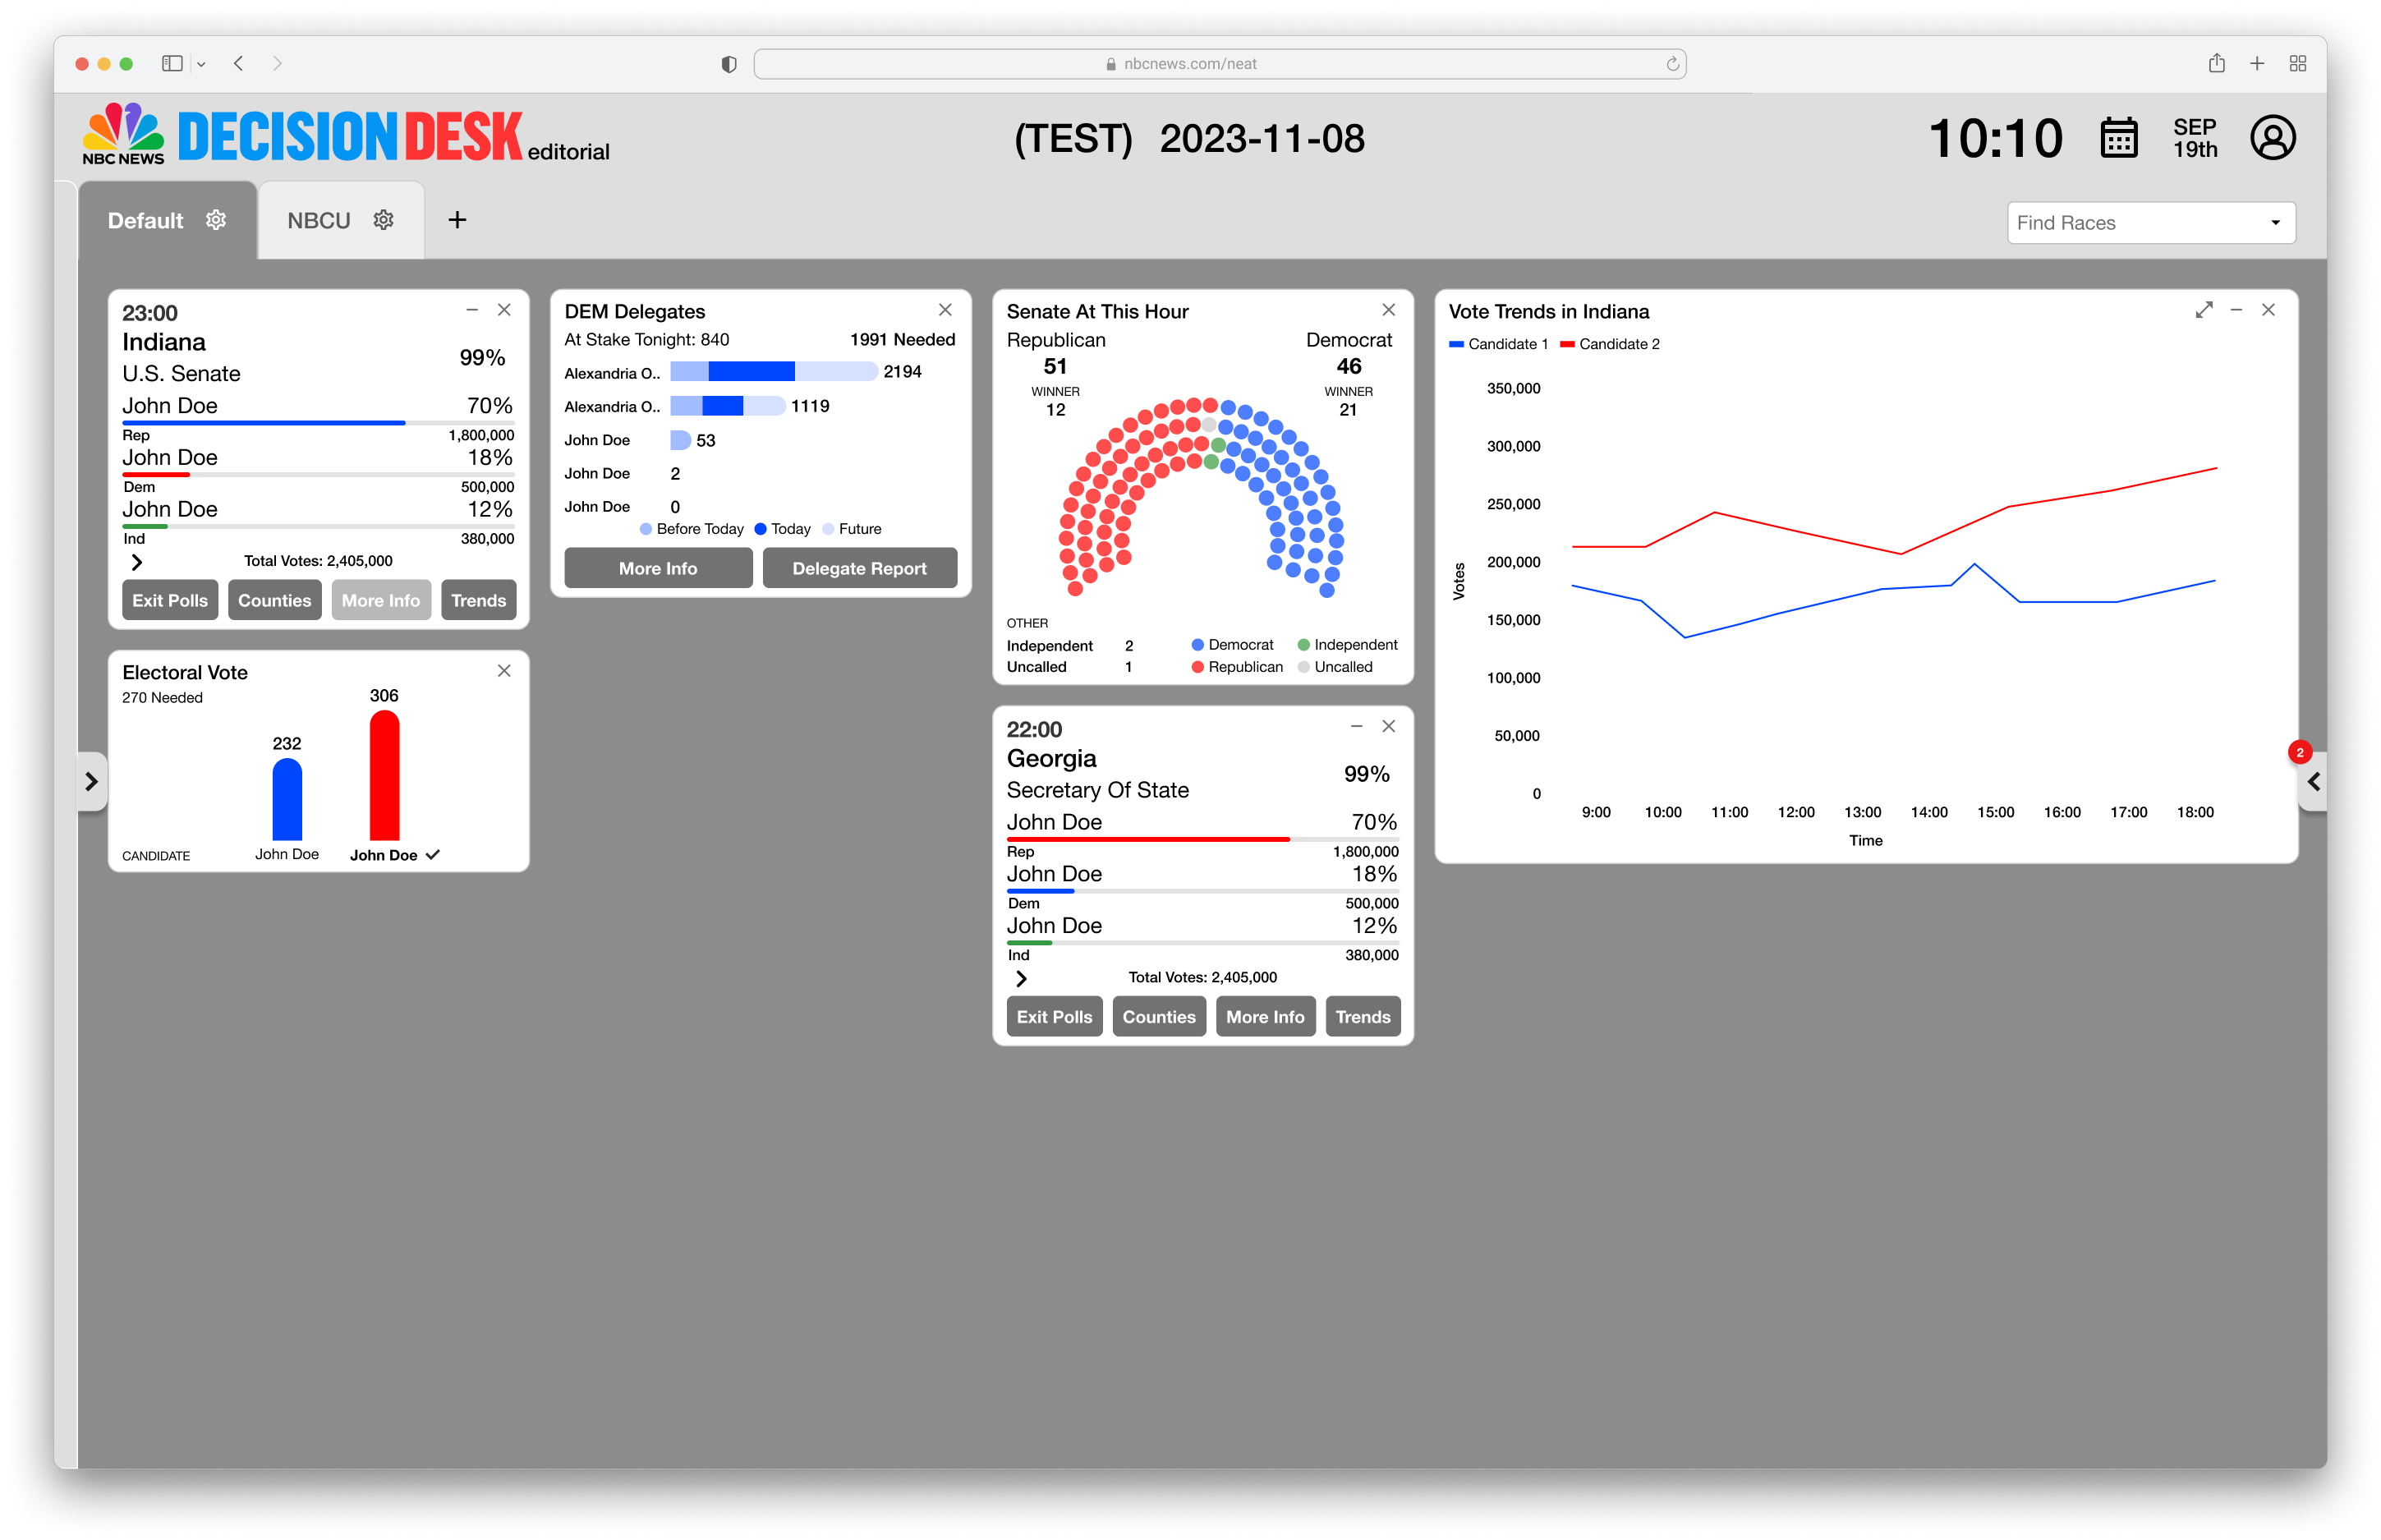 nbcnews.com/neat
NBC NEWS DECISION DESK editorial
(TEST) 2023-11-08
10:10
SEP
19th
Default
NBCU
Find Races
23:00
Indiana
99%
U.S. Senate
John Doe 70%
Rep 1,800,000
John Doe 18%
Dem 500,000
John Doe 12%
Ind 380,000
Total Votes: 2,405,000
Exit Polls Counties More Info Trends
Electoral Vote
270 Needed
306
232
CANDIDATE John Doe John Doe
DEM Delegates
At Stake Tonight: 840 1991 Needed
Alexandria O.. 2194
Alexandria O.. 1119
John Doe 53
John Doe 2
John Doe 0
Before Today Today Future
More Info Delegate Report
Senate At This Hour
Republican Democrat
51 46
WINNER WINNER
12 21
OTHER
Independent 2
Uncalled 1
Democrat Independent
Republican Uncalled
22:00
Georgia
99%
Secretary Of State
John Doe 70%
Rep 1,800,000
John Doe 18%
Dem 500,000
John Doe 12%
Ind 380,000
Total Votes: 2,405,000
Exit Polls Counties More Info Trends
Vote Trends in Indiana
Candidate 1 Candidate 2
350,000
300,000
250,000
200,000
150,000
100,000
50,000
0
Votes
9:00 10:00 11:00 12:00 13:00 14:00 15:00 16:00 17:00 18:00
Time
2